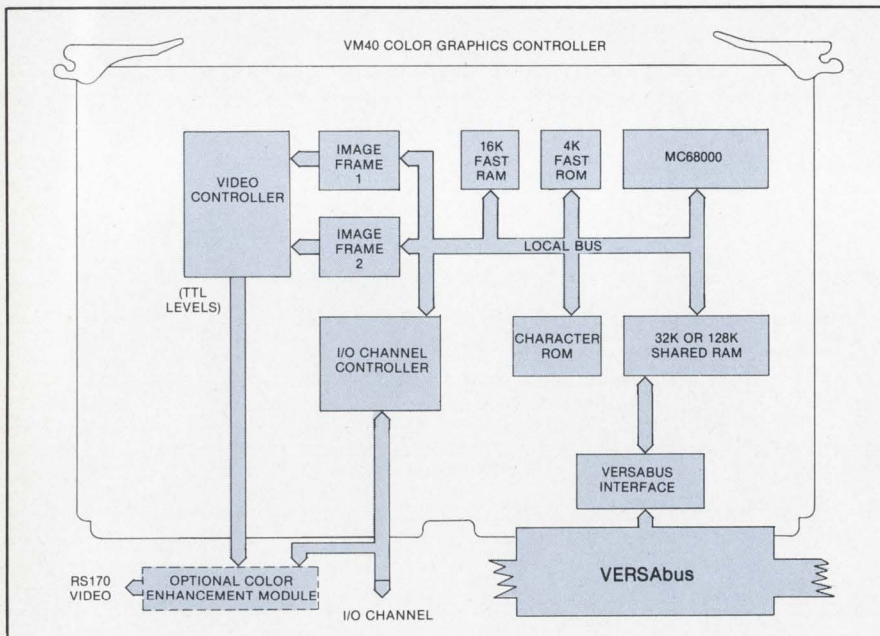 VM40 COLOR GRAPHICS CONTROLLER
VIDEO
CONTROLLER
IMAGE
FRAME
1
16K
FAST
RAM
4K
FAST
ROM
MC68000
IMAGE
FRAME
2
LOCAL BUS
(TTL
LEVELS)
I/O CHANNEL
CONTROLLER
CHARACTER
ROM
32K OR 128K
SHARED RAM
VERSABUS
INTERFACE
RS170
VIDEO
OPTIONAL COLOR
ENHANCEMENT MODULE
I/O CHANNEL
VERSAbus